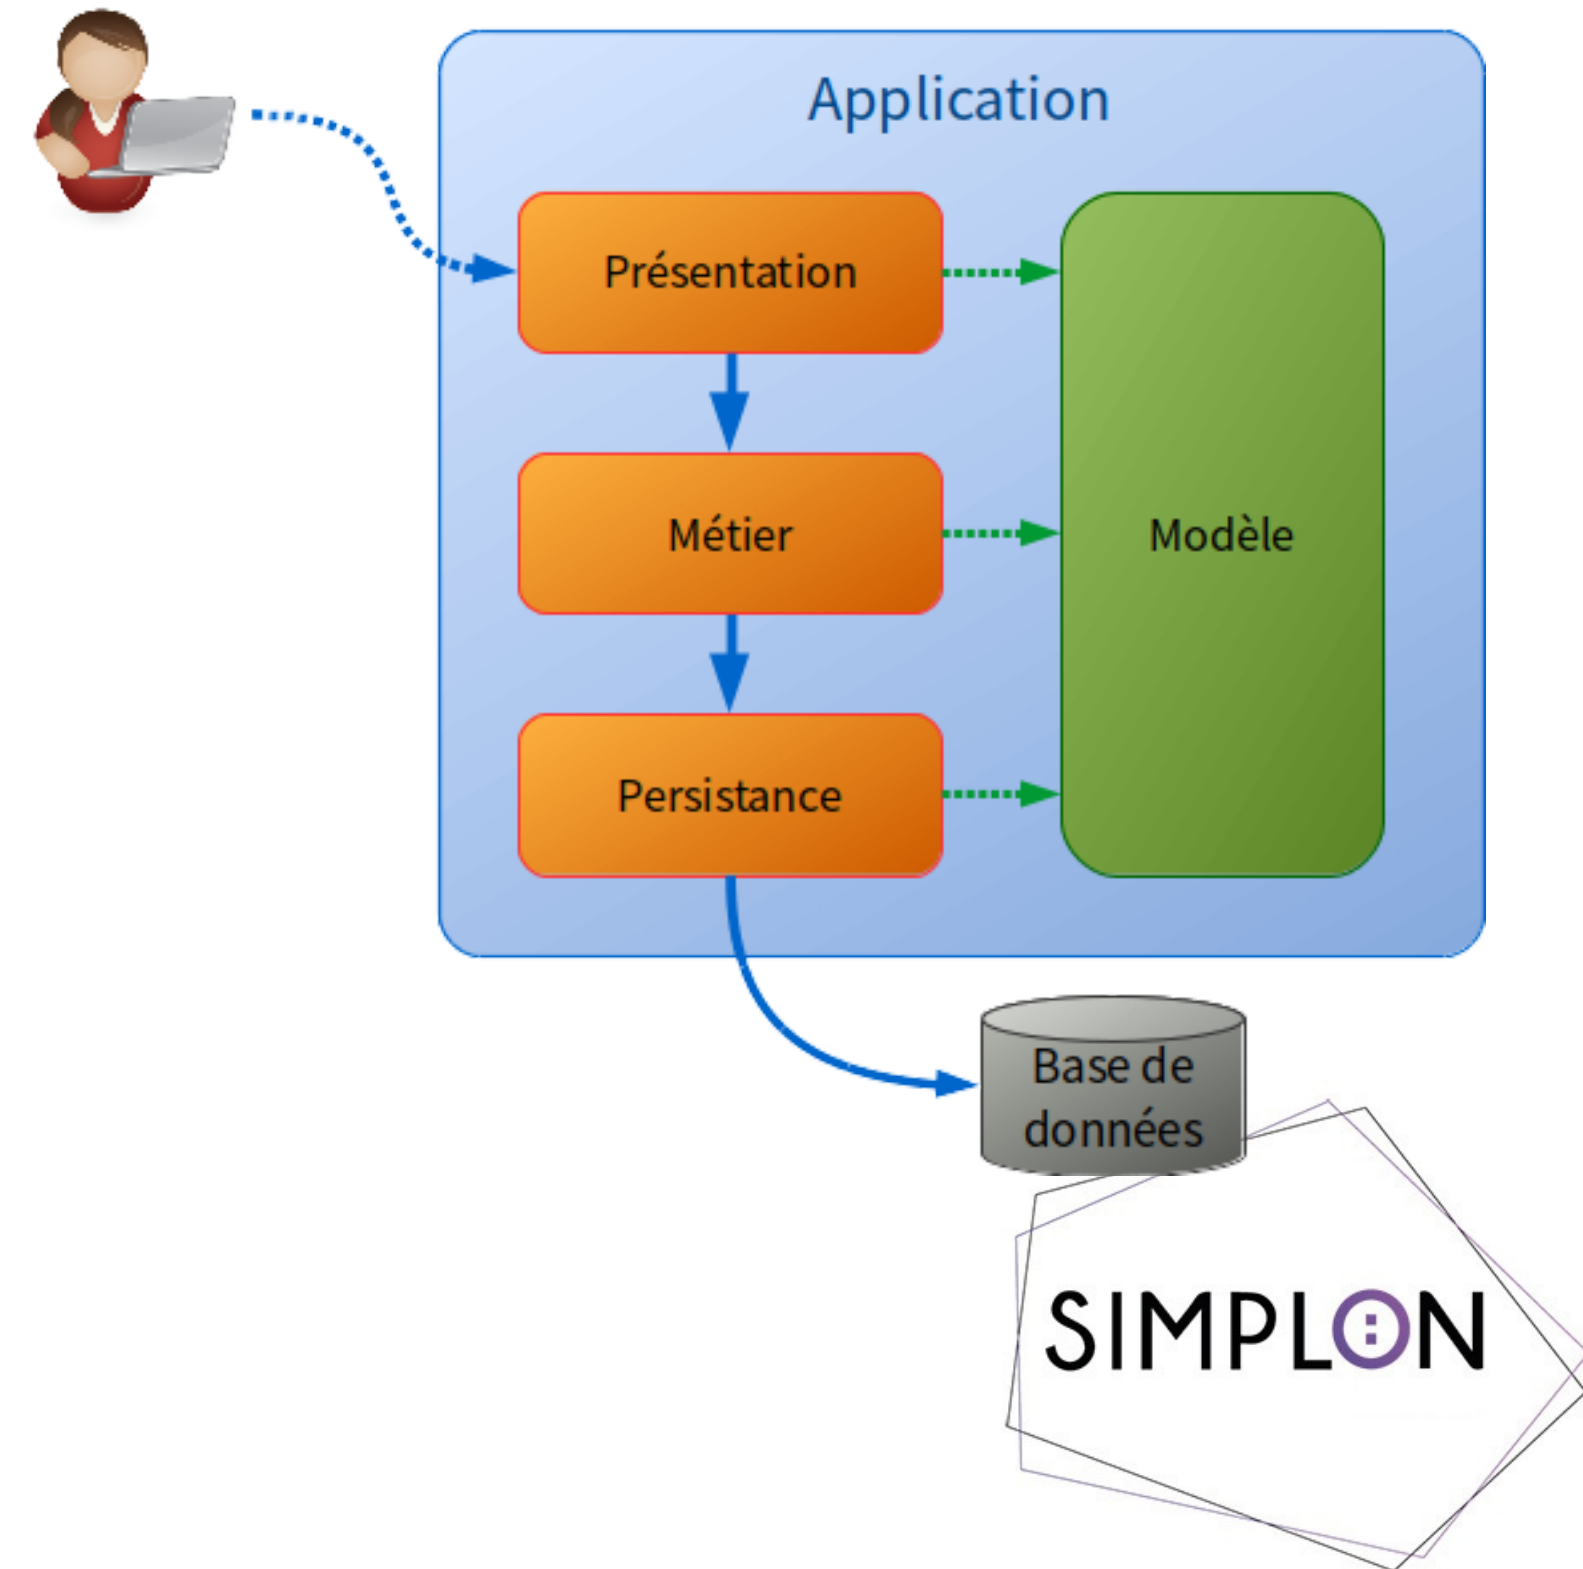 Application
Présentation
Métier
Modèle
Persistance
Base de
données
SIMPLON